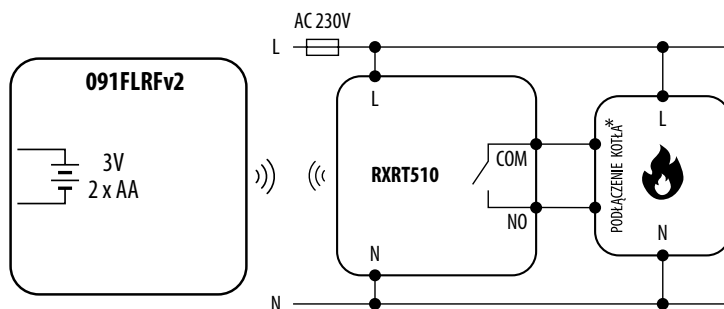 AC 230V
L
091FLRFv2
3V
2 x AA
L
RXRT510
COM
NO
N
PODŁĄCZENIE KOTŁA*
L
N
N